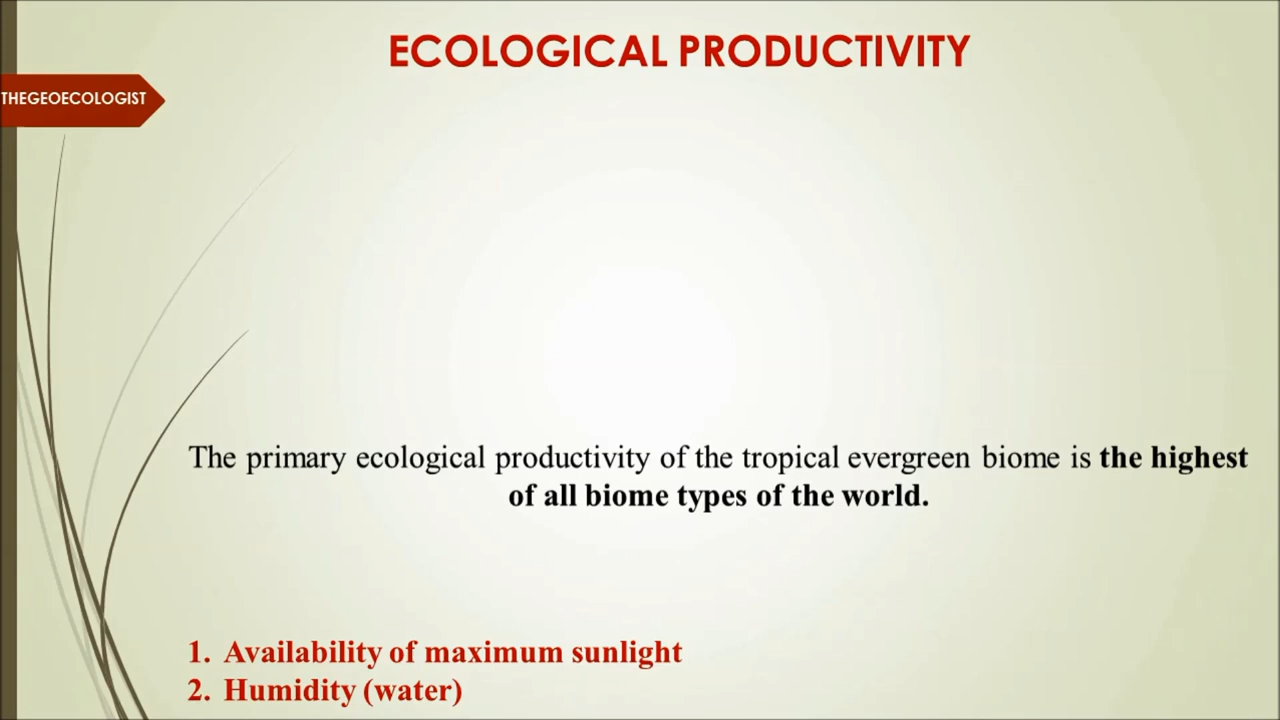 ECOLOGICAL PRODUCTIVITY
THEGEOECOLOGIST
The primary ecological productivity of the tropical evergreen biome is the highest
of all biome types of the world.
1. Availability of maximum sunlight
2. Humidity (water)